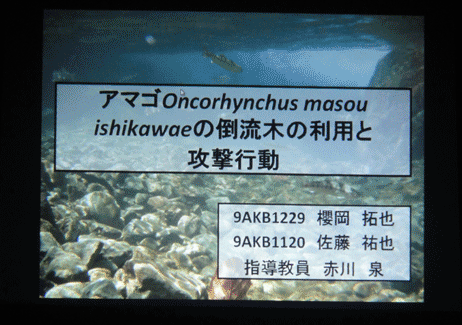 アマゴOncorhynchus masou
ishikawaeの倒流木の利用と
攻撃行動
9AKB1229 櫻岡 拓也
9AKB1120 佐藤 祐也
指導教員 赤川 泉